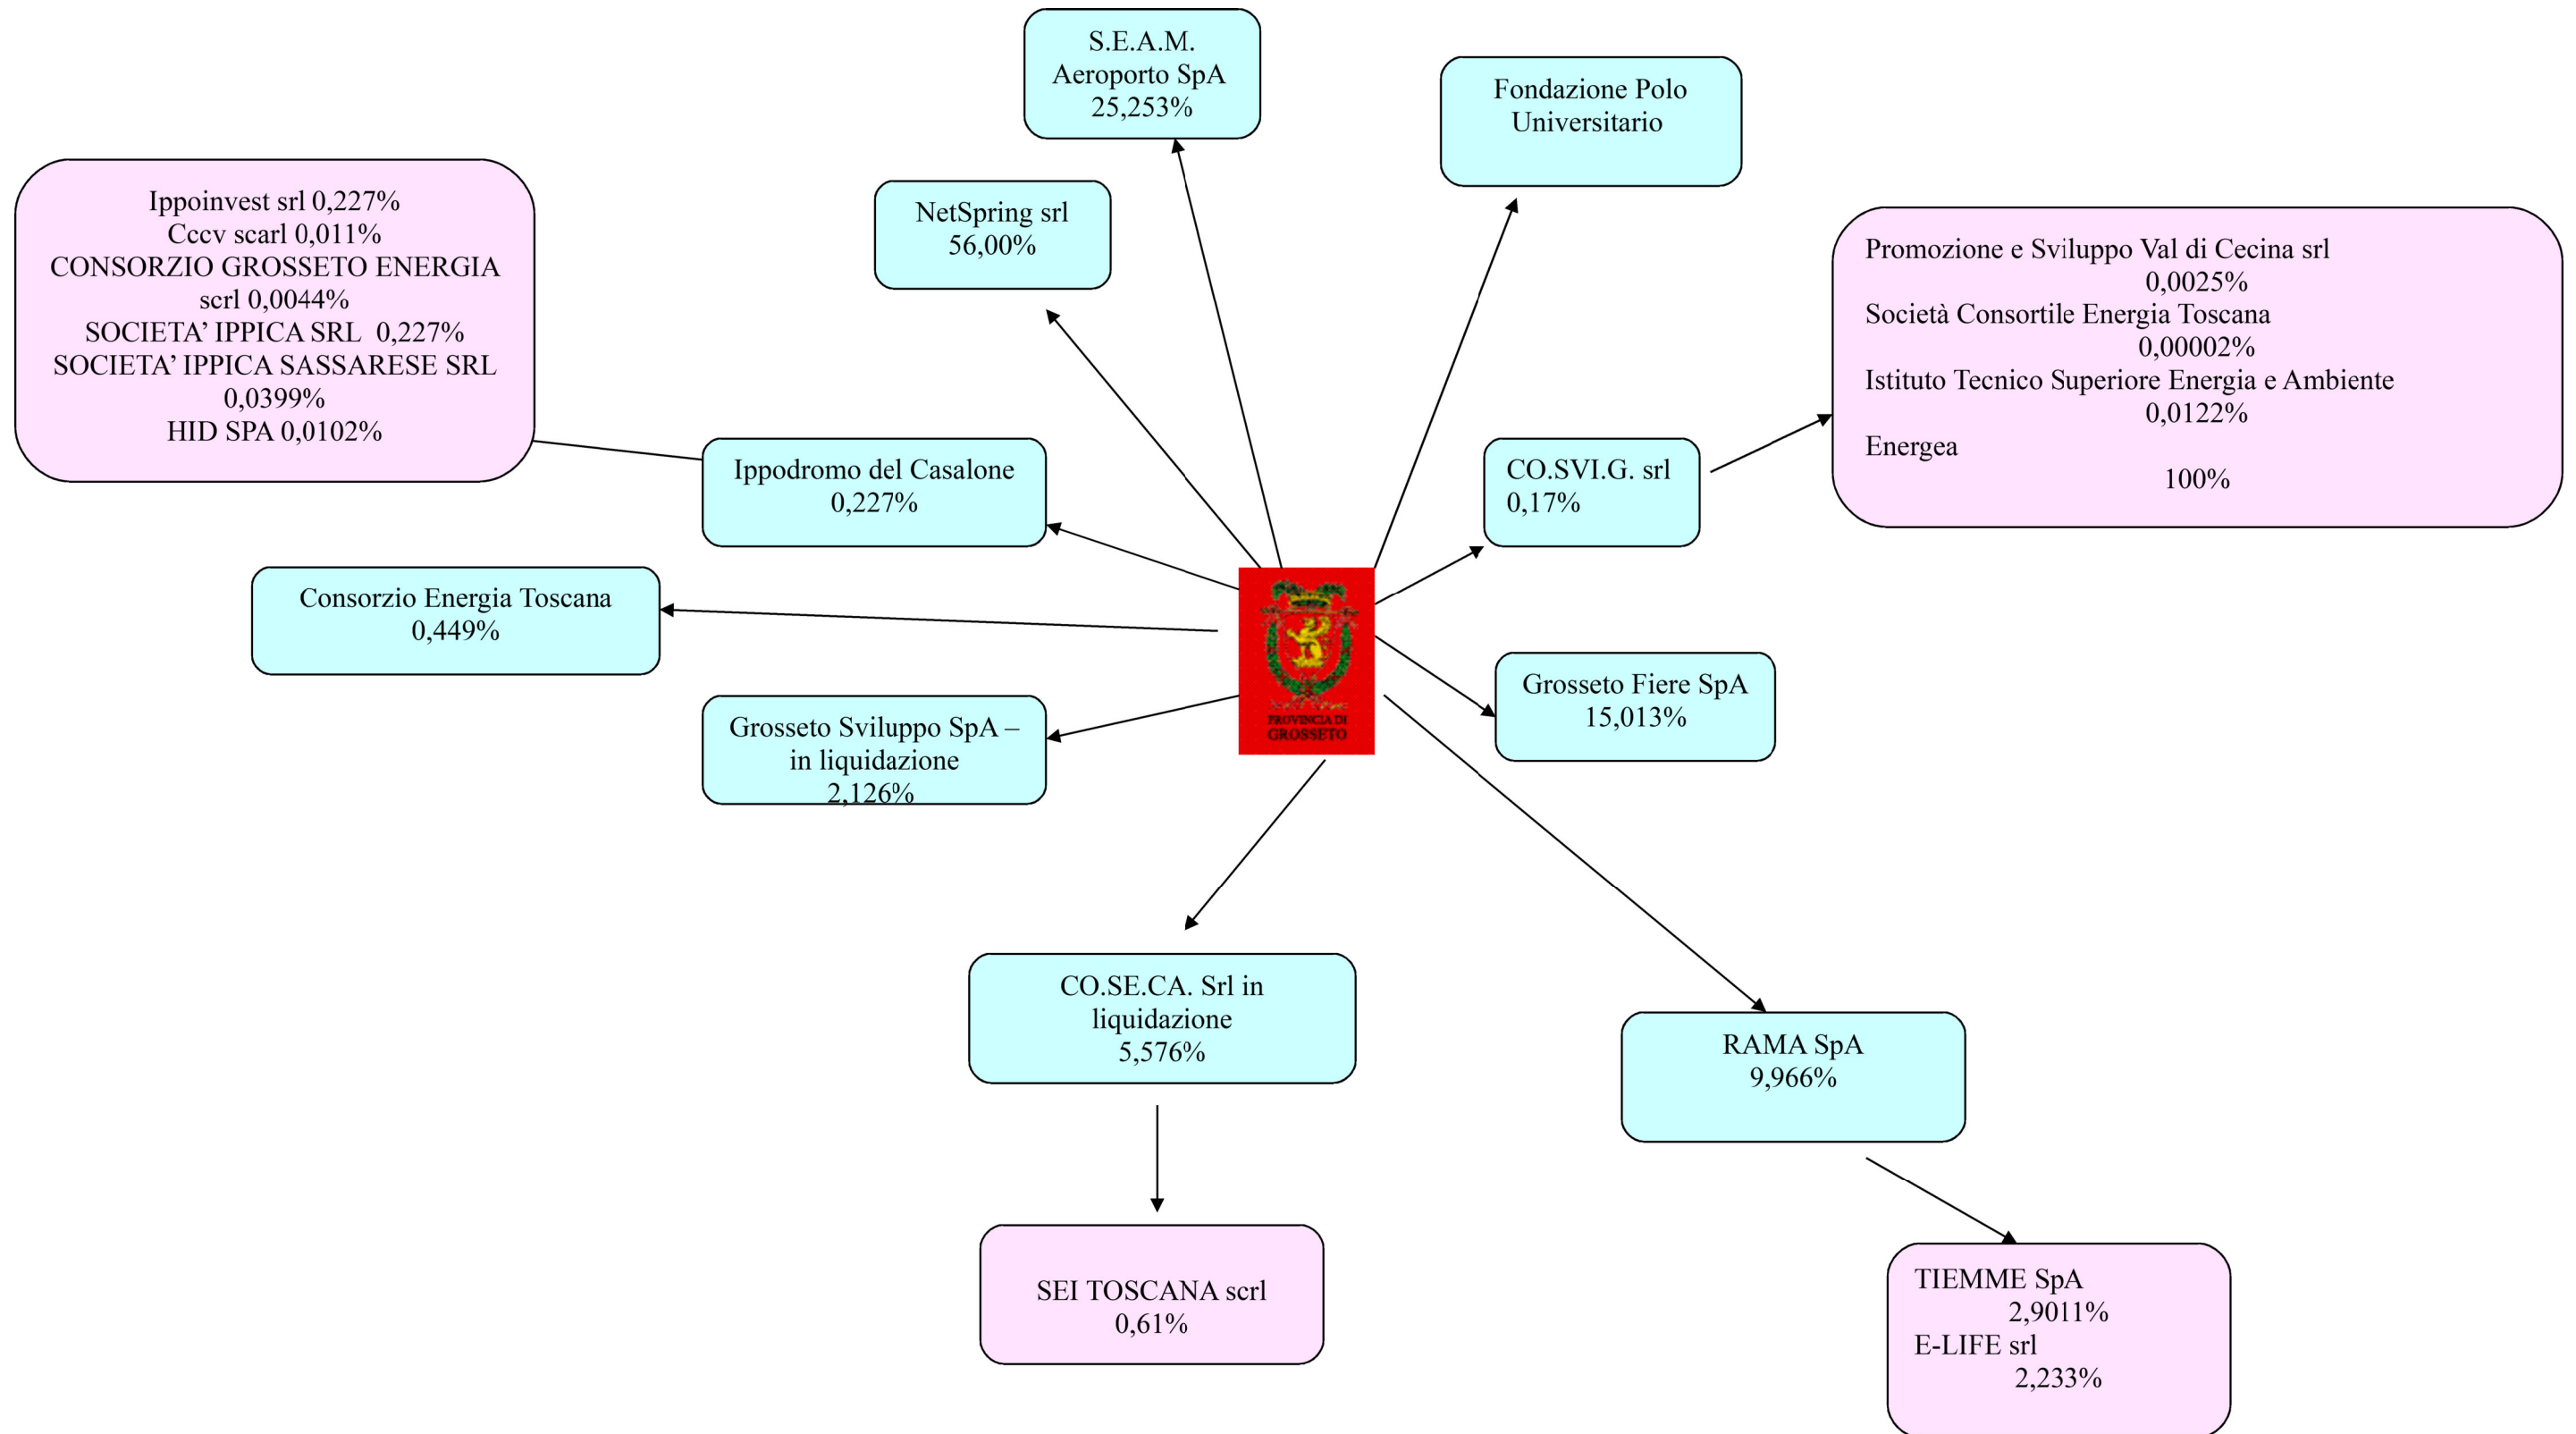 S.E.A.M.
Aeroporto SpA
25,253%
Fondazione Polo
Universitario
NetSpring srl
56,00%
Ippoinvest srl 0,227%
Cccv scarl 0,011%
CONSORZIO GROSSETO ENERGIA
scrl 0,0044%
SOCIETA’ IPPICA SRL 0,227%
SOCIETA’ IPPICA SASSARESE SRL
0,0399%
HID SPA 0,0102%
Promozione e Sviluppo Val di Cecina srl
0,0025%
Società Consortile Energia Toscana
0,00002%
Istituto Tecnico Superiore Energia e Ambiente
0,0122%
Energea
100%
Ippodromo del Casalone
0,227%
CO.SVI.G. srl
0,17%
Consorzio Energia Toscana
0,449%
PROVINCIA DI
GROSSETO
Grosseto Fiere SpA
15,013%
Grosseto Sviluppo SpA –
in liquidazione
2,126%
CO.SE.CA. Srl in
liquidazione
5,576%
RAMA SpA
9,966%
SEI TOSCANA scrl
0,61%
TIEMME SpA
2,9011%
E-LIFE srl
2,233%